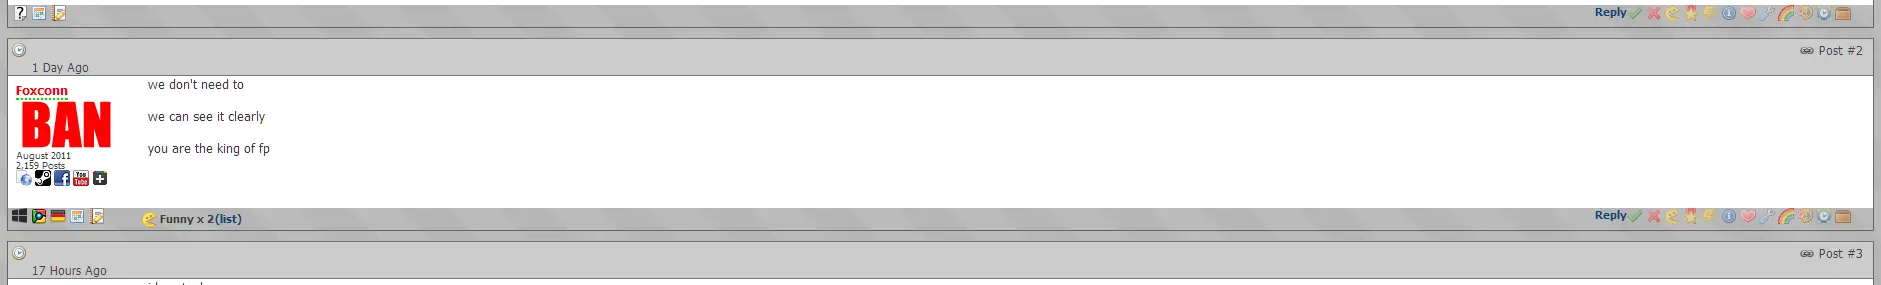 Reply
Post #2
1 Day Ago
Foxconn
BAN
August 2011
2,159 Posts
You
Tube
we don't need to
we can see it clearly
you are the king of fp
Funny x 2(list)
Reply
Post #3
17 Hours Ago